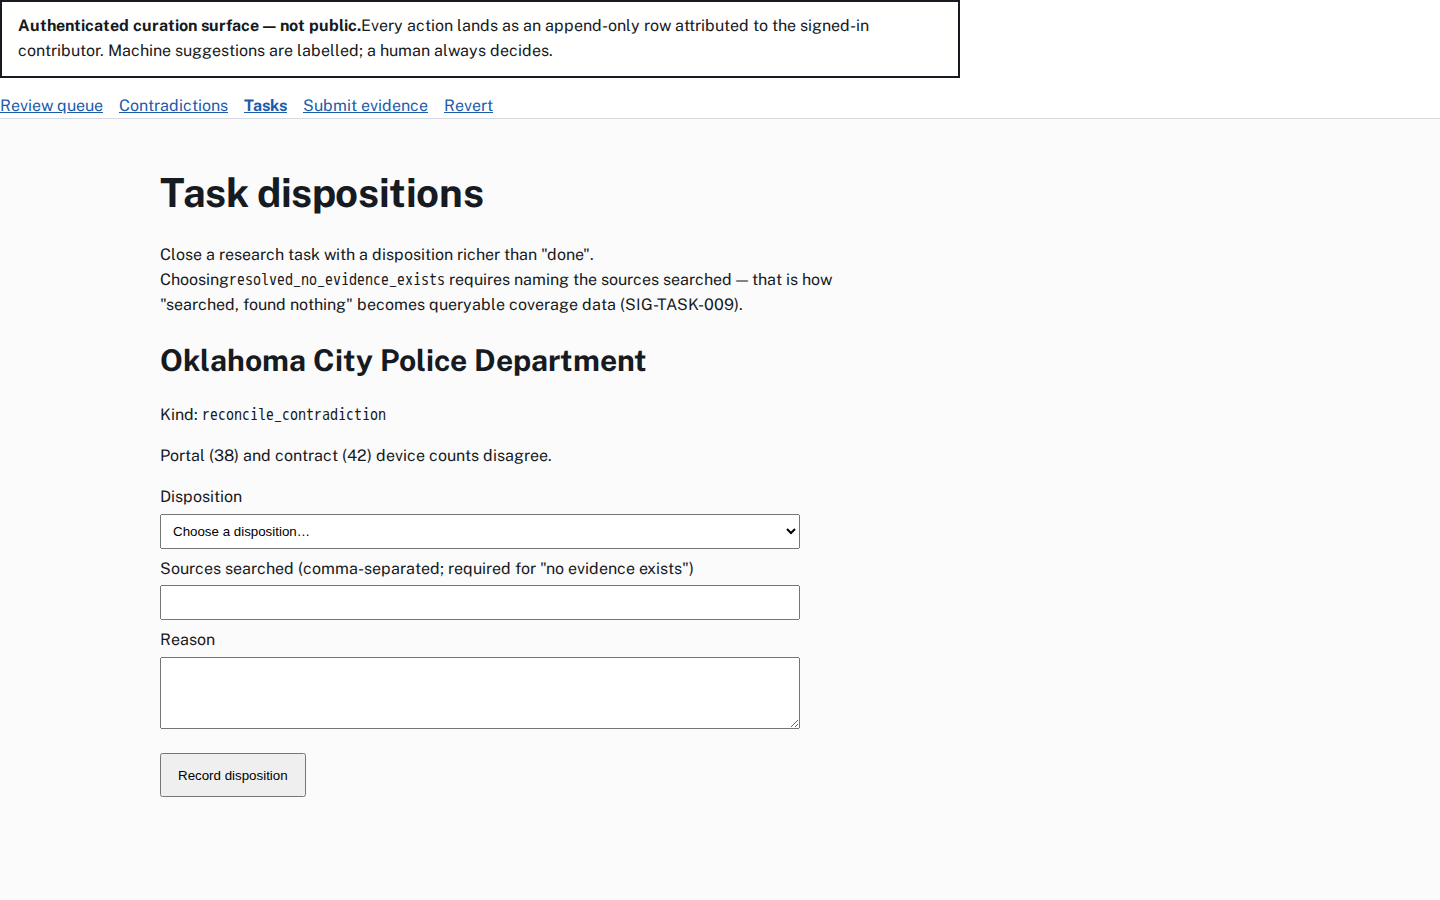 Authenticated curation surface — not public.Every action lands as an append-only row attributed to the signed-in
contributor. Machine suggestions are labelled; a human always decides.
Review queue Contradictions Tasks Submit evidence Revert
Task dispositions
Close a research task with a disposition richer than "done".
Choosingresolved_no_evidence_exists requires naming the sources searched — that is how
"searched, found nothing" becomes queryable coverage data (SIG-TASK-009).
Oklahoma City Police Department
Kind: reconcile_contradiction
Portal (38) and contract (42) device counts disagree.
Disposition
Choose a disposition…
Sources searched (comma-separated; required for "no evidence exists")
Reason
Record disposition